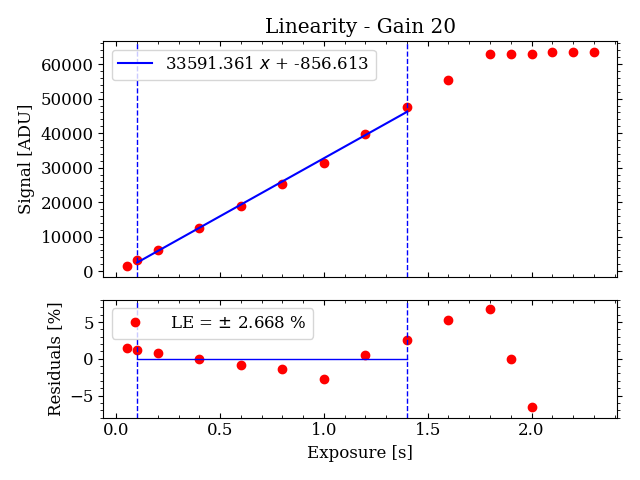 Linearity - Gain 20
33591.361 x + -856.613
60000
50000
40000
30000
20000
10000
0
Signal [ADU]
LE = ± 2.668 %
5
0
−5
Residuals [%]
0.0 0.5 1.0 1.5 2.0
Exposure [s]